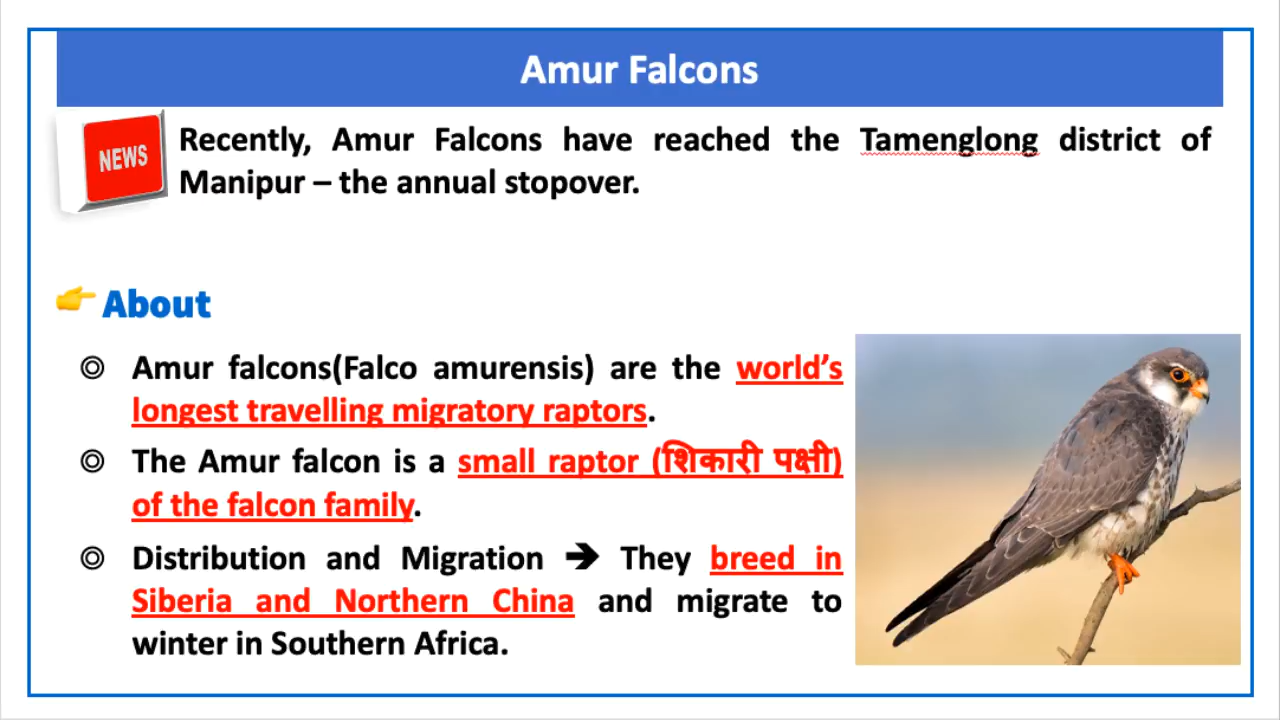 Amur Falcons
NEWS
Recently, Amur Falcons have reached the Tamenglong district of
Manipur – the annual stopover.
👉 About
◎ Amur falcons(Falco amurensis) are the world’s
longest travelling migratory raptors.
◎ The Amur falcon is a small raptor (शिकारी पक्षी)
of the falcon family.
◎ Distribution and Migration ➔ They breed in
Siberia and Northern China and migrate to
winter in Southern Africa.